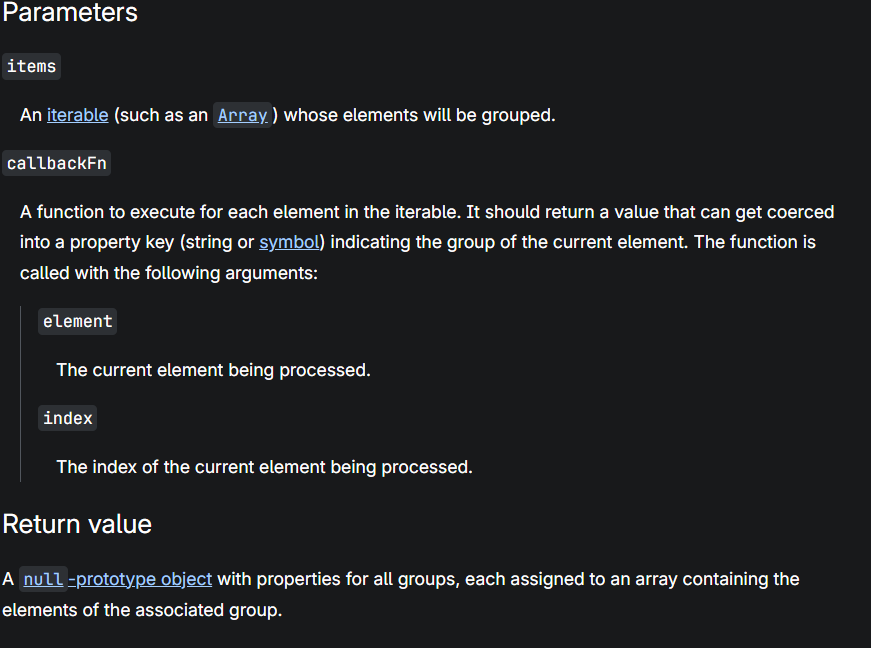 Parameters
items
An iterable (such as an Array) whose elements will be grouped.
callbackFn
A function to execute for each element in the iterable. It should return a value that can get coerced
into a property key (string or symbol) indicating the group of the current element. The function is
called with the following arguments:
element
The current element being processed.
index
The index of the current element being processed.
Return value
A null-prototype object with properties for all groups, each assigned to an array containing the
elements of the associated group.